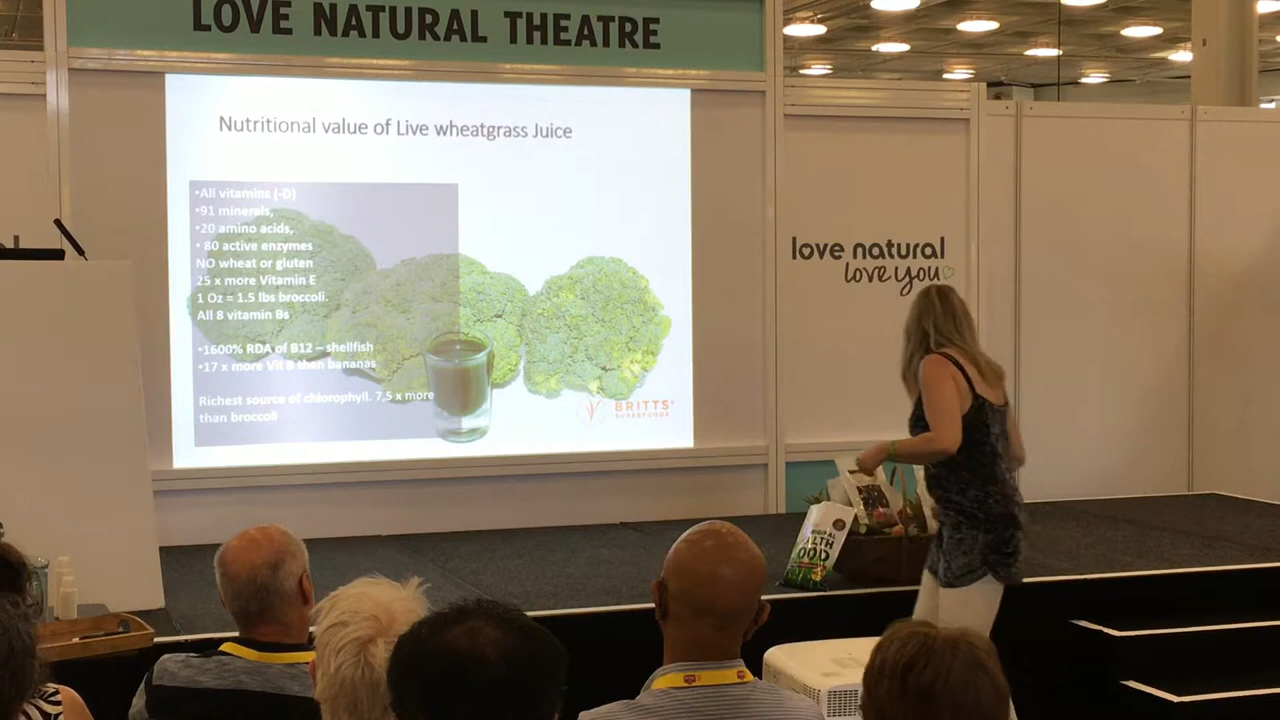 LOVE NATURAL THEATRE
Nutritional value of Live wheatgrass Juice
•All vitamins (-D)
•91 minerals,
•20 amino acids,
• 80 active enzymes
NO wheat or gluten
25 x more Vitamin E
1 Oz = 1.5 lbs broccoli.
All 8 vitamin Bs
•1600% RDA of B12 – shellfish
•17 x more Vit B than bananas
Richest source of chlorophyll. 7,5 x more
than broccoli
BRITTS
SUPERFOODS
love natural
love you